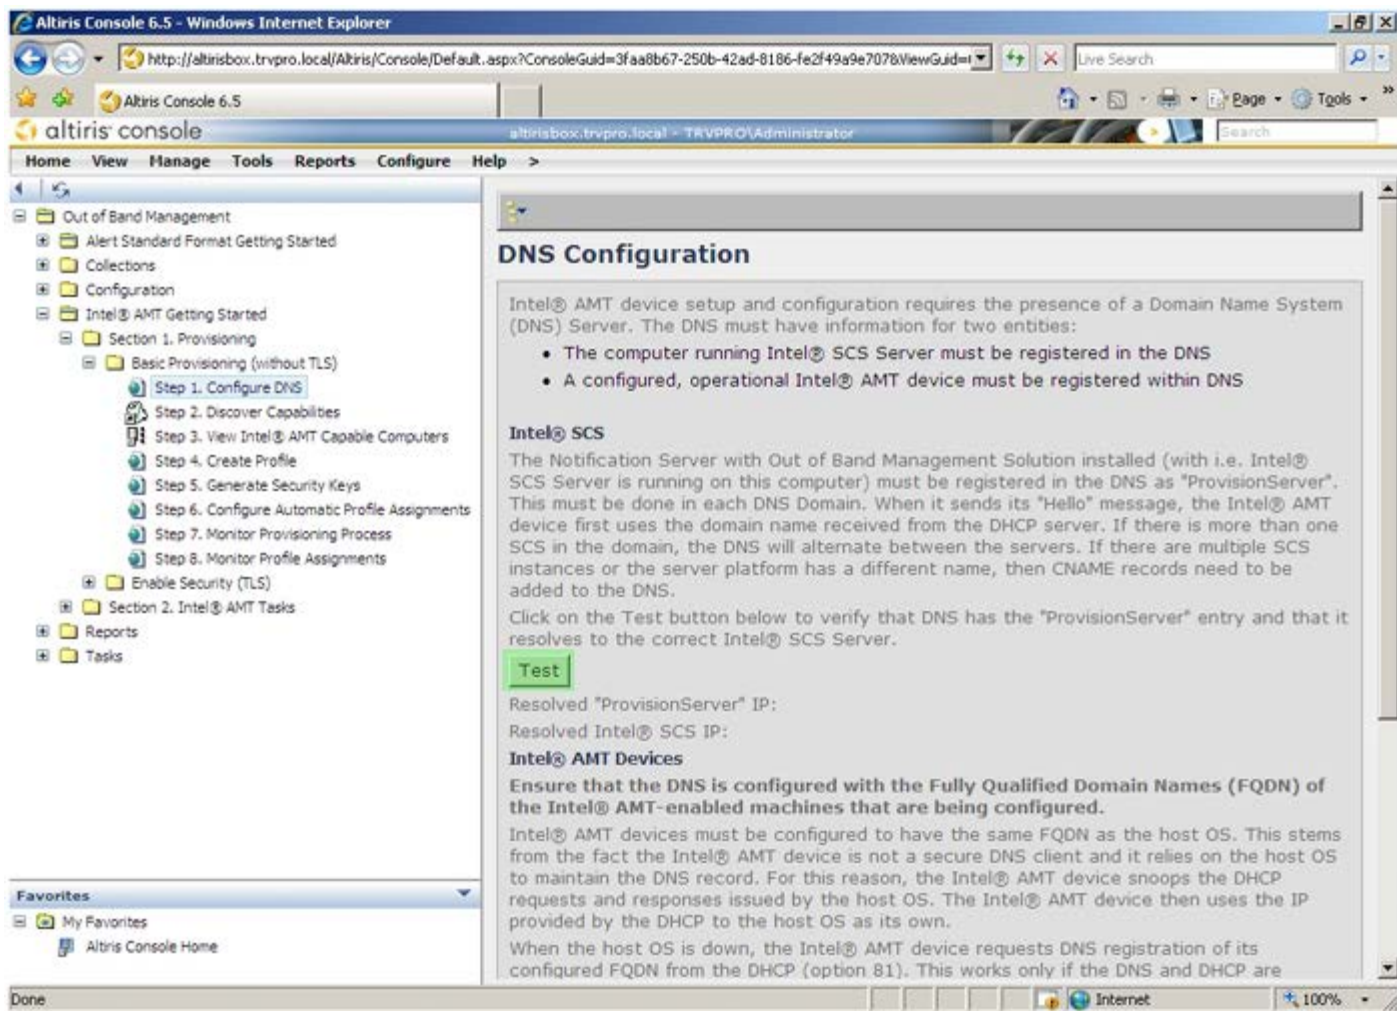 Altiris Console 6.5 - Windows Internet Explorer
http://altirisbox.trvpro.local/Altiris/Console/Default.aspx?ConsoleGuid=3faa8b67-250b-42ad-8186-fe2f49a9e707&ViewGuid=
Live Search
Altiris Console 6.5
Page
Tools
»
altiris console
altirisbox.trvpro.local - TRVPRO\Administrator
Search
Home View Manage Tools Reports Configure Help >
Out of Band Management
Alert Standard Format Getting Started
Collections
Configuration
Intel® AMT Getting Started
Section 1. Provisioning
Basic Provisioning (without TLS)
Step 1. Configure DNS
Step 2. Discover Capabilities
Step 3. View Intel® AMT Capable Computers
Step 4. Create Profile
Step 5. Generate Security Keys
Step 6. Configure Automatic Profile Assignments
Step 7. Monitor Provisioning Process
Step 8. Monitor Profile Assignments
Enable Security (TLS)
Section 2. Intel® AMT Tasks
Reports
Tasks
Favorites
My Favorites
Altiris Console Home
DNS Configuration
Intel® AMT device setup and configuration requires the presence of a Domain Name System
(DNS) Server. The DNS must have information for two entities:
• The computer running Intel® SCS Server must be registered in the DNS
• A configured, operational Intel® AMT device must be registered within DNS
Intel® SCS
The Notification Server with Out of Band Management Solution installed (with i.e. Intel®
SCS Server is running on this computer) must be registered in the DNS as "ProvisionServer".
This must be done in each DNS Domain. When it sends its "Hello" message, the Intel® AMT
device first uses the domain name received from the DHCP server. If there is more than one
SCS in the domain, the DNS will alternate between the servers. If there are multiple SCS
instances or the server platform has a different name, then CNAME records need to be
added to the DNS.
Click on the Test button below to verify that DNS has the "ProvisionServer" entry and that it
resolves to the correct Intel® SCS Server.
Test
Resolved "ProvisionServer" IP:
Resolved Intel® SCS IP:
Intel® AMT Devices
Ensure that the DNS is configured with the Fully Qualified Domain Names (FQDN) of
the Intel® AMT-enabled machines that are being configured.
Intel® AMT devices must be configured to have the same FQDN as the host OS. This stems
from the fact the Intel® AMT device is not a secure DNS client and it relies on the host OS
to maintain the DNS record. For this reason, the Intel® AMT device snoops the DHCP
requests and responses issued by the host OS. The Intel® AMT device then uses the IP
provided by the DHCP to the host OS as its own.
When the host OS is down, the Intel® AMT device requests DNS registration of its
configured FQDN from the DHCP (option 81). This works only if the DNS and DHCP are
Done
Internet
100%